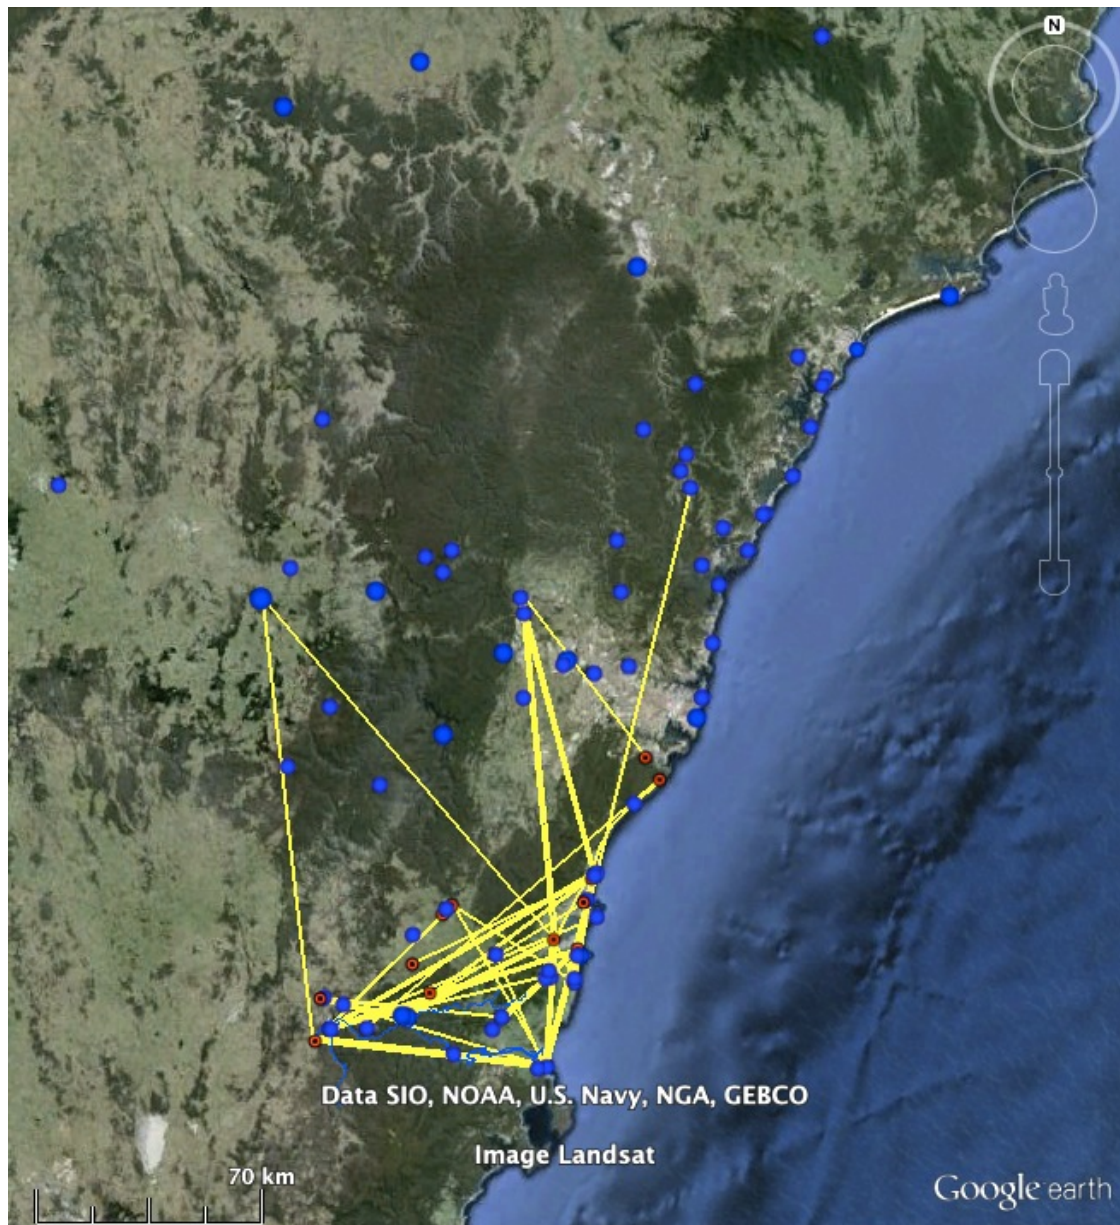 N
Data SIO, NOAA, U.S. Navy, NGA, GEBCO
Image Landsat
70 km
Google earth